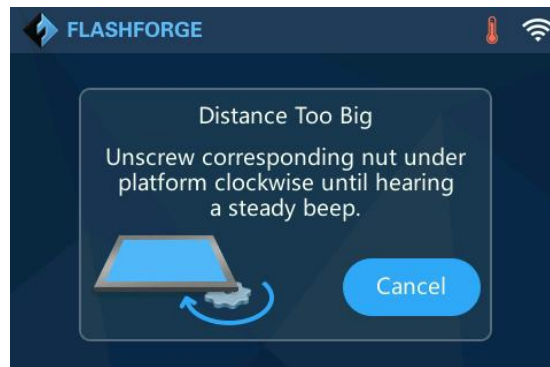 FLASHFORGE
Distance Too Big
Unscrew corresponding nut under
platform clockwise until hearing
a steady beep.
Cancel